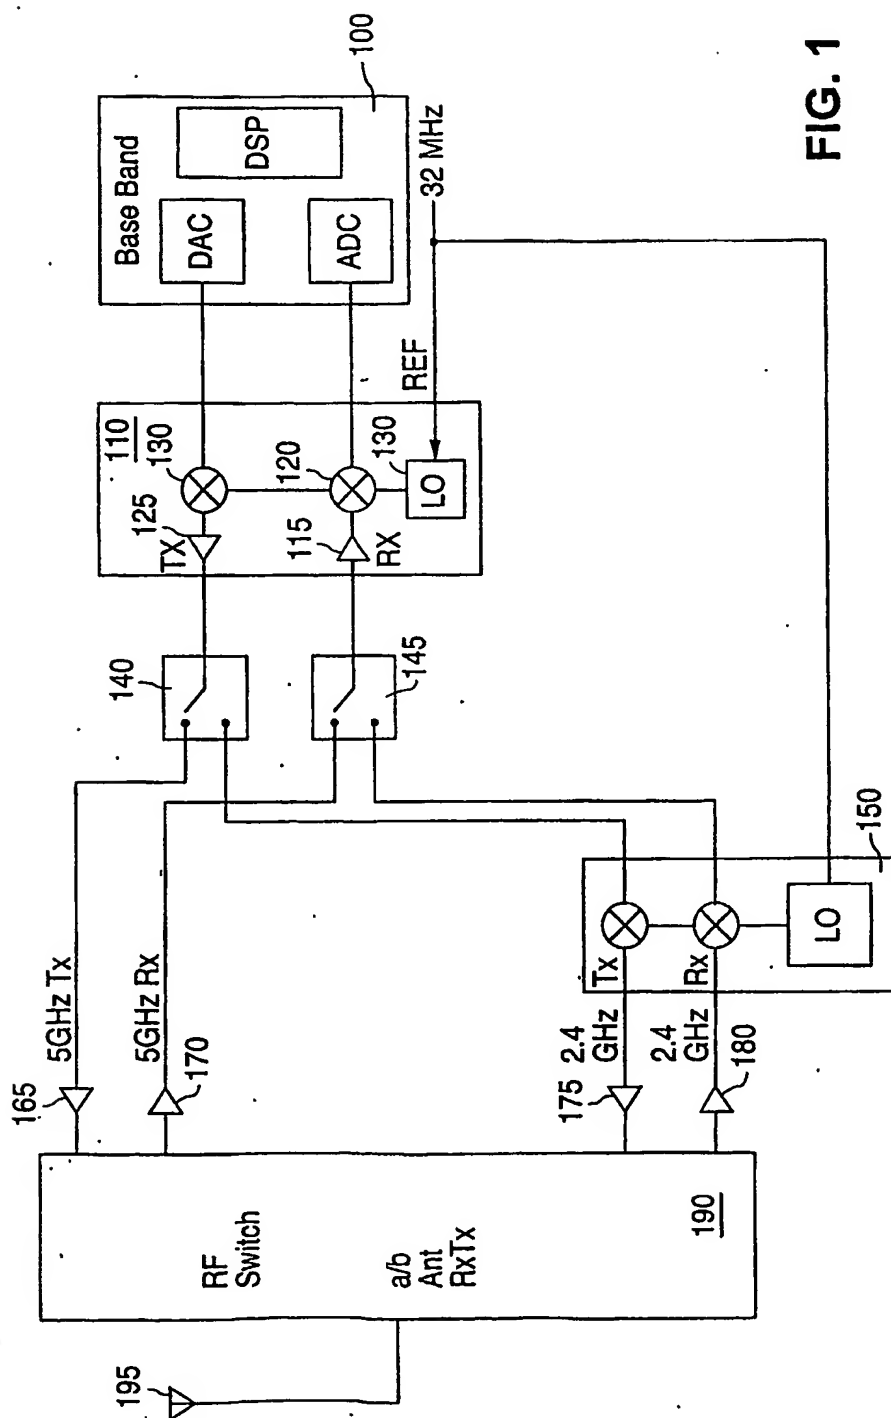 195
RF
Switch
a/b
Ant
RxTx
190
165
5GHz Tx
5GHz Rx
170
175
2.4
GHz
2.4
GHz
180
Tx
Rx
LO
150
140
145
110
130
125
TX
120
115
RX
130
LO
REF
32 MHz
Base Band
DAC
ADC
DSP
100
FIG. 1